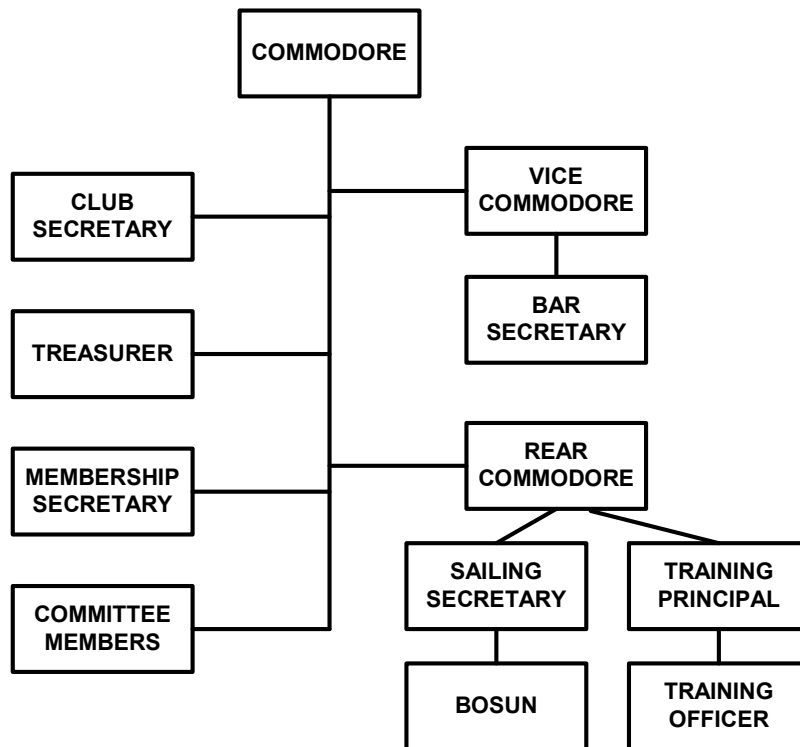 COMMODORE
CLUB
SECRETARY
VICE
COMMODORE
TREASURER
BAR
SECRETARY
MEMBERSHIP
SECRETARY
REAR
COMMODORE
COMMITTEE
MEMBERS
SAILING
SECRETARY
TRAINING
PRINCIPAL
BOSUN
TRAINING
OFFICER